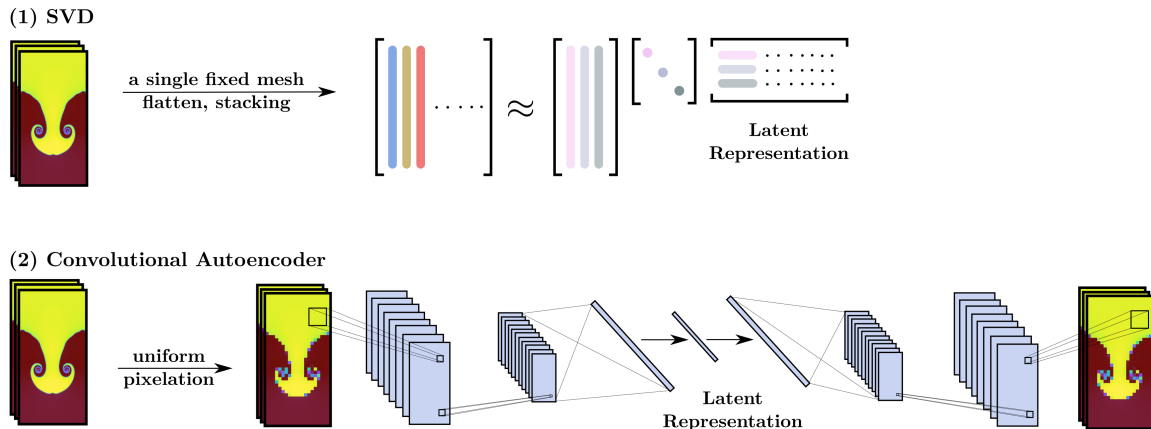 (1) SVD
a single fixed mesh
flatten, stacking
≈
Latent
Representation
(2) Convolutional Autoencoder
uniform
pixelation
Latent
Representation